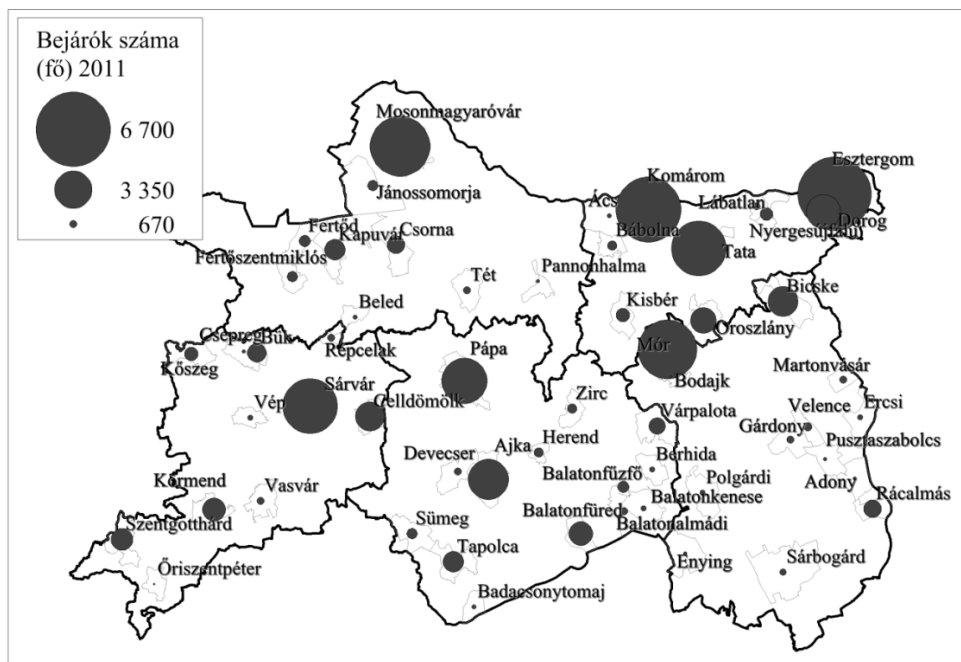 Bejárók száma
(fő) 2011
6 700
3 350
670
Mosonmagyaróvár
Jánossomorja
Esztergom
Komárom
Ács
Lábatlan
Dorog
Nyergesújfalu
Bábolna
Tata
Fertőd
Kapuvár
Csorna
Fertőszentmiklós
Pannonhalma
Tét
Bicske
Beled
Kisbér
Oroszlány
Csepreg
Bük
Répcelak
Kőszeg
Pápa
Mór
Bodajk
Martonvásár
Sárvár
Celldömölk
Vép
Zirc
Várpalota
Velence
Ercsi
Gárdony
Pusztaszabolcs
Ajka
Herend
Devecser
Berhida
Balatonfűzfő
Polgárdi
Adony
Körmend
Vasvár
Balatonkenese
Rácalmás
Szentgotthárd
Sümeg
Balatonfüred
Balatonalmádi
Tapolca
Enying
Sárbogárd
Őriszentpéter
Badacsonytomaj